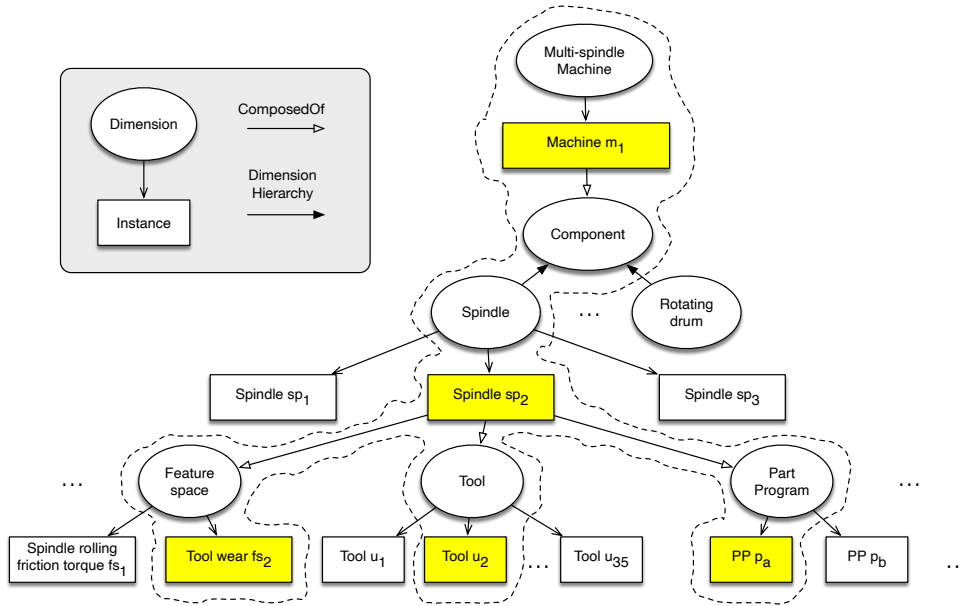 Multi-spindle
Machine
ComposedOf
Dimension
Machine m1
Dimension
Hierarchy
Instance
Component
Spindle
...
Rotating
drum
Spindle sp1
Spindle sp2
Spindle sp3
...
Feature
space
Tool
Part
Program
...
Spindle rolling
friction torque fs1
Tool wear fs2
Tool u1
Tool u2
...
Tool u35
PP pa
PP pb
...